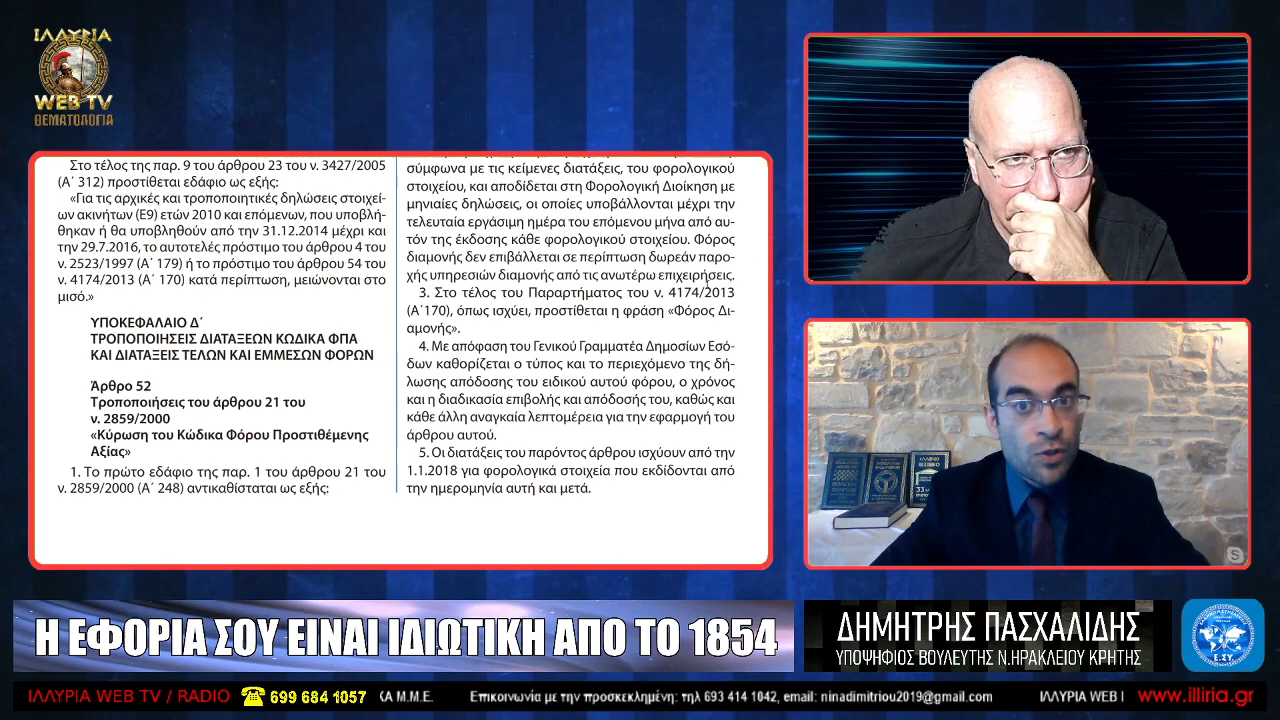 ΙΛΛΥΡΙΑ
WEB TV
ΘΕΜΑΤΟΛΟΓΙΑ
Στο τέλος της παρ. 9 του άρθρου 23 του ν. 3427/2005
(Α΄ 312) προστίθεται εδάφιο ως εξής:
«Για τις αρχικές και τροποποιητικές δηλώσεις στοιχεί-
ων ακινήτων (Ε9) ετών 2010 και επόμενων, που υποβλή-
θηκαν ή θα υποβληθούν από την 31.12.2014 μέχρι και
την 29.7.2016, το αυτοτελές πρόστιμο του άρθρου 4 του
ν. 2523/1997 (Α΄ 179) ή το πρόστιμο του άρθρου 54 του
ν. 4174/2013 (Α΄ 170) κατά περίπτωση, μειώνονται στο
μισό.»
ΥΠΟΚΕΦΑΛΑΙΟ Δ΄
ΤΡΟΠΟΠΟΙΗΣΕΙΣ ΔΙΑΤΑΞΕΩΝ ΚΩΔΙΚΑ ΦΠΑ
ΚΑΙ ΔΙΑΤΑΞΕΙΣ ΤΕΛΩΝ ΚΑΙ ΕΜΜΕΣΩΝ ΦΟΡΩΝ
Άρθρο 52
Τροποποιήσεις του άρθρου 21 του
ν. 2859/2000
«Κύρωση του Κώδικα Φόρου Προστιθέμενης
Αξίας»
1. Το πρώτο εδάφιο της παρ. 1 του άρθρου 21 του
ν. 2859/2000 (Α΄ 248) αντικαθίσταται ως εξής:
σύμφωνα με τις κείμενες διατάξεις, του φορολογικού
στοιχείου, και αποδίδεται στη Φορολογική Διοίκηση με
μηνιαίες δηλώσεις, οι οποίες υποβάλλονται μέχρι την
τελευταία εργάσιμη ημέρα του επόμενου μήνα από αυ-
τόν της έκδοσης κάθε φορολογικού στοιχείου. Φόρος
διαμονής δεν επιβάλλεται σε περίπτωση δωρεάν παρο-
χής υπηρεσιών διαμονής από τις ανωτέρω επιχειρήσεις.
3. Στο τέλος του Παραρτήματος του ν. 4174/2013
(Α΄170), όπως ισχύει, προστίθεται η φράση «Φόρος Δι-
αμονής».
4. Με απόφαση του Γενικού Γραμματέα Δημοσίων Εσό-
δων καθορίζεται ο τύπος και το περιεχόμενο της δή-
λωσης απόδοσης του ειδικού αυτού φόρου, ο χρόνος
και η διαδικασία επιβολής και απόδοσής του, καθώς και
κάθε άλλη αναγκαία λεπτομέρεια για την εφαρμογή του
άρθρου αυτού.
5. Οι διατάξεις του παρόντος άρθρου ισχύουν από την
1.1.2018 για φορολογικά στοιχεία που εκδίδονται από
την ημερομηνία αυτή και μετά.
Η ΕΦΟΡΙΑ ΣΟΥ ΕΙΝΑΙ ΙΔΙΩΤΙΚΗ ΑΠΟ ΤΟ 1854
ΔΗΜΗΤΡΗΣ ΠΑΣΧΑΛΙΔΗΣ
ΥΠΟΨΗΦΙΟΣ ΒΟΥΛΕΥΤΗΣ Ν.ΗΡΑΚΛΕΙΟΥ ΚΡΗΤΗΣ
Ε.ΣΥ.
ΙΛΛΥΡΙΑ WEB TV / RADIO ☎ 699 684 1057 ΚΑ Μ.Μ.Ε. Επικοινωνία με την προσκεκλημένη: τηλ 693 414 1042, email: ninadimitriou2019@gmail.com ΙΛΛΥΡΙΑ WEB www.illiria.gr